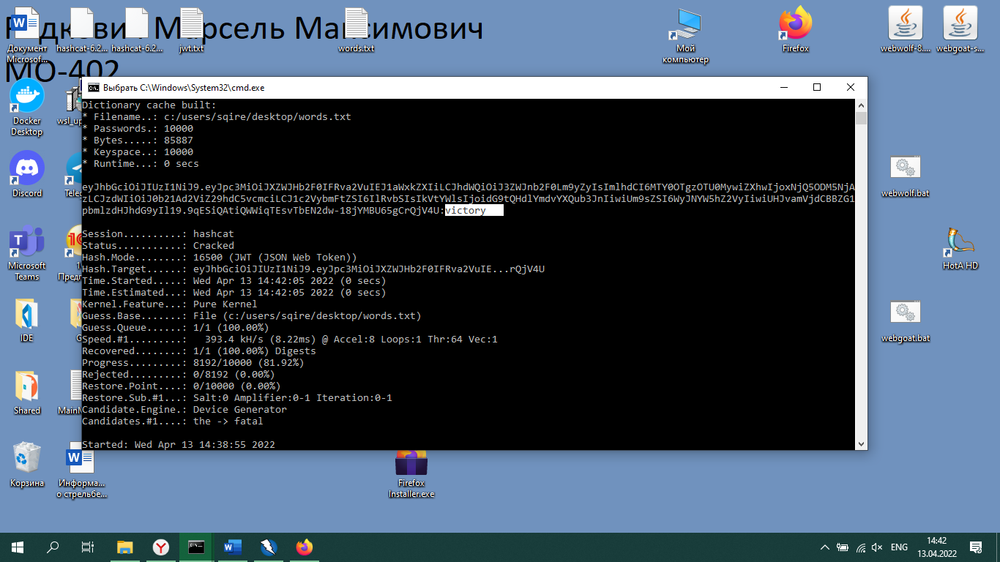 Марсель Максимович
МО-402
Документ
Microsof...
hashcat-6.2...
hashcat-6.2...
jwt.txt
words.txt
Мой
компьютер
Firefox
webwolf-8....
webgoat-s...
Docker
Desktop
wsl_up
Discord
Teleg
Microsoft
Teams
1
Предп
IDE
G
Shared
MainM
Корзина
Информа...
о стрельбе...
Firefox
Installer.exe
webwolf.bat
HotA HD
webgoat.bat
Выбрать C:\Windows\System32\cmd.exe
Dictionary cache built:
* Filename..: c:/users/sqire/desktop/words.txt
* Passwords.: 10000
* Bytes.....: 85887
* Keyspace..: 10000
* Runtime...: 0 secs
eyJhbGciOiJIUzI1NiJ9.eyJpc3MiOiJXZWJHb2F0IFRva2VuIEJ1aWxkZXIiLCJhdWQiOiJ3ZWJnb2F0Lm9yZyIsImlhdCI6MTY0OTgzOTU0MywiZXhwIjoxNjQ5ODM5NjA
zLCJzdWIiOiJ0b21Ad2ViZ29hdC5vcmciLCJ1c2VybmFtZSI6IlRvbSIsIkVtYWlsIjoidG9tQHdlYmdvYXQub3JnIiwiUm9sZSI6WyJNYW5hZ2VyIiwiUHJvamVjdCBBZG1
pbmlzdHJhdG9yIl19.9qESiQAtiQWWiqTEsvTbEN2dw-18jYMBU65gCrQjV4U:victory
Session..........: hashcat
Status...........: Cracked
Hash.Mode........: 16500 (JWT (JSON Web Token))
Hash.Target......: eyJhbGciOiJIUzI1NiJ9.eyJpc3MiOiJXZWJHb2F0IFRva2VuIE...rQjV4U
Time.Started.....: Wed Apr 13 14:42:05 2022 (0 secs)
Time.Estimated...: Wed Apr 13 14:42:05 2022 (0 secs)
Kernel.Feature...: Pure Kernel
Guess.Base.......: File (c:/users/sqire/desktop/words.txt)
Guess.Queue......: 1/1 (100.00%)
Speed.#1.........:   393.4 kH/s (8.22ms) @ Accel:8 Loops:1 Thr:64 Vec:1
Recovered........: 1/1 (100.00%) Digests
Progress.........: 8192/10000 (81.92%)
Rejected.........: 0/8192 (0.00%)
Restore.Point....: 0/10000 (0.00%)
Restore.Sub.#1...: Salt:0 Amplifier:0-1 Iteration:0-1
Candidate.Engine.: Device Generator
Candidates.#1....: the -> fatal
Started: Wed Apr 13 14:38:55 2022
ENG
14:42
13.04.2022